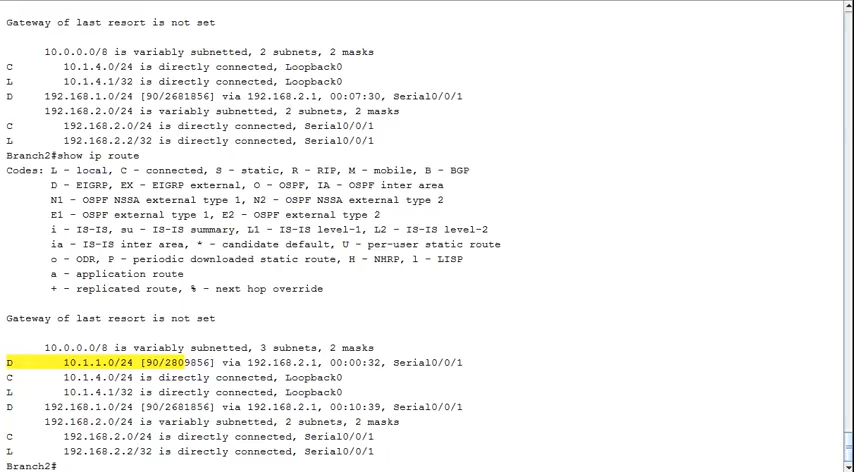 Gateway of last resort is not set
10.0.0.0/8 is variably subnetted, 2 subnets, 2 masks
C 10.1.4.0/24 is directly connected, Loopback0
L 10.1.4.1/32 is directly connected, Loopback0
D 192.168.1.0/24 [90/2681856] via 192.168.2.1, 00:07:30, Serial0/0/1
192.168.2.0/24 is variably subnetted, 2 subnets, 2 masks
C 192.168.2.0/24 is directly connected, Serial0/0/1
L 192.168.2.2/32 is directly connected, Serial0/0/1
Branch2#show ip route
Codes: L - local, C - connected, S - static, R - RIP, M - mobile, B - BGP
D - EIGRP, EX - EIGRP external, O - OSPF, IA - OSPF inter area
N1 - OSPF NSSA external type 1, N2 - OSPF NSSA external type 2
E1 - OSPF external type 1, E2 - OSPF external type 2
i - IS-IS, su - IS-IS summary, L1 - IS-IS level-1, L2 - IS-IS level-2
ia - IS-IS inter area, * - candidate default, U - per-user static route
o - ODR, P - periodic downloaded static route, H - NHRP, l - LISP
a - application route
+ - replicated route, % - next hop override
Gateway of last resort is not set
10.0.0.0/8 is variably subnetted, 3 subnets, 2 masks
D 10.1.1.0/24 [90/2809856] via 192.168.2.1, 00:00:32, Serial0/0/1
C 10.1.4.0/24 is directly connected, Loopback0
L 10.1.4.1/32 is directly connected, Loopback0
D 192.168.1.0/24 [90/2681856] via 192.168.2.1, 00:10:39, Serial0/0/1
192.168.2.0/24 is variably subnetted, 2 subnets, 2 masks
C 192.168.2.0/24 is directly connected, Serial0/0/1
L 192.168.2.2/32 is directly connected, Serial0/0/1
Branch2#